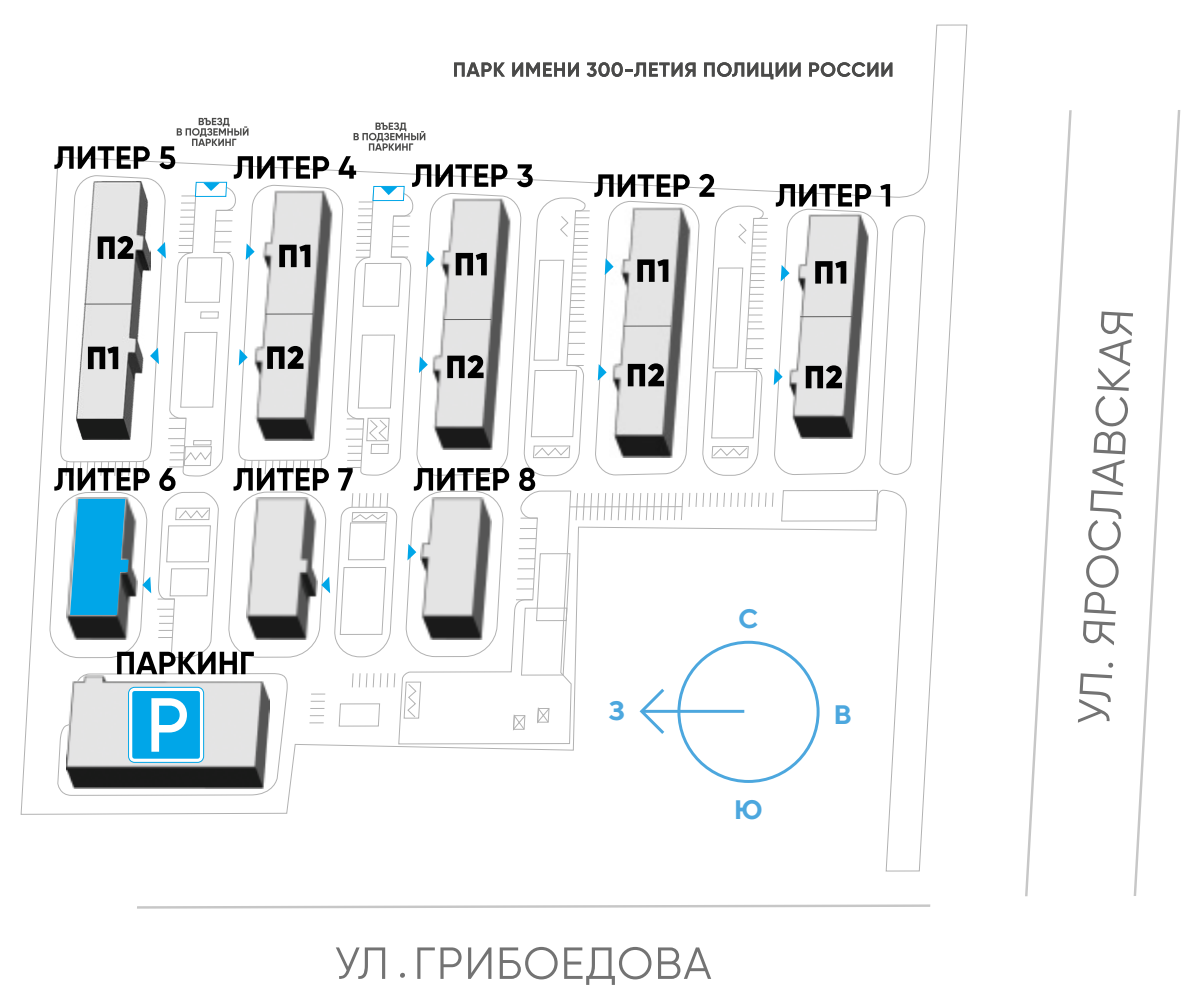 ПАРК ИМЕНИ 300-ЛЕТИЯ ПОЛИЦИИ РОССИИ
ВЪЕЗД
В ПОДЗЕМНЫЙ
ПАРКИНГ
ВЪЕЗД
В ПОДЗЕМНЫЙ
ПАРКИНГ
ЛИТЕР 5
ЛИТЕР 4
ЛИТЕР 3
ЛИТЕР 2
ЛИТЕР 1
П2
П1
П1
П1
П1
П1
П2
П2
П2
П2
ЛИТЕР 6
ЛИТЕР 7
ЛИТЕР 8
ПАРКИНГ
P
С
З
В
Ю
УЛ. ЯРОСЛАВСКАЯ
УЛ.ГРИБОЕДОВА